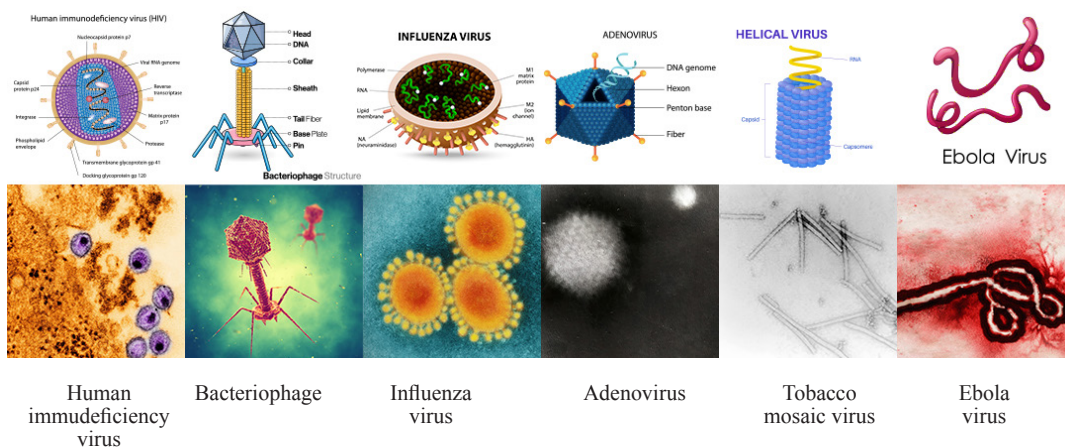 Human immunodeficiency virus (HIV)
Nucleocapsid protein p7
Capsid
protein p24
Viral RNA genome
Reverse
transcriptase
Integrase
Matrix protein
p17
Phospholipid
envelope
Protease
Transmembrane glycoprotein gp 41
Docking glycoprotein gp 120
Head
DNA
Collar
Sheath
Tail Fiber
Base Plate
Pin
Bacteriophage Structure
INFLUENZA VIRUS
Polymerase
RNA
Lipid
membrane
NA
(neuraminidase)
M1
matrix
protein
M2
(ion
channel)
HA
(hemagglutinin)
ADENOVIRUS
DNA genome
Hexon
Penton base
Fiber
HELICAL VIRUS
RNA
Capsid
Capsomers
Ebola Virus
Human
immudeficiency
virus
Bacteriophage
Influenza
virus
Adenovirus
Tobacco
mosaic virus
Ebola
virus